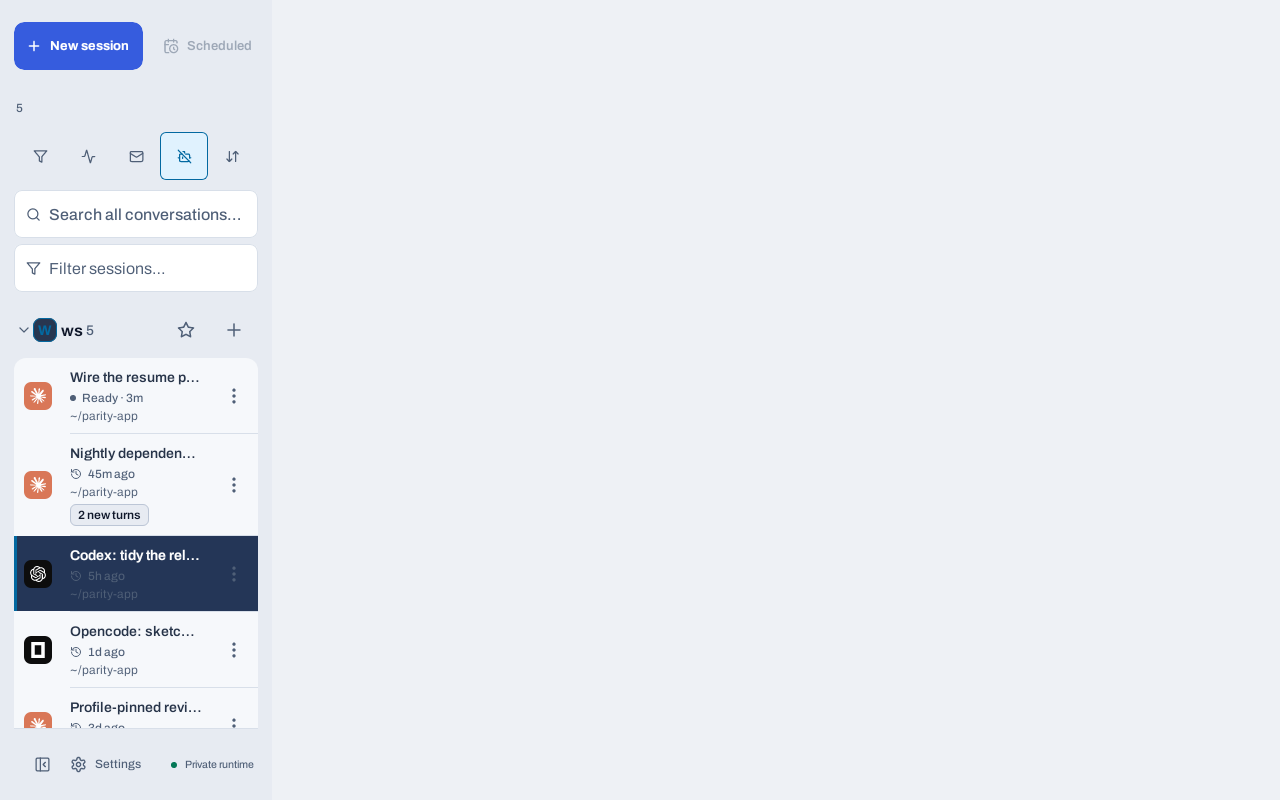 New session
Scheduled
5
Search all conversations...
Filter sessions...
W ws 5
Wire the resume p...
Ready · 3m
~/parity-app
Nightly dependen...
45m ago
~/parity-app
2 new turns
Codex: tidy the rel...
5h ago
~/parity-app
Opencode: sketc...
1d ago
~/parity-app
Profile-pinned revi...
Settings
Private runtime